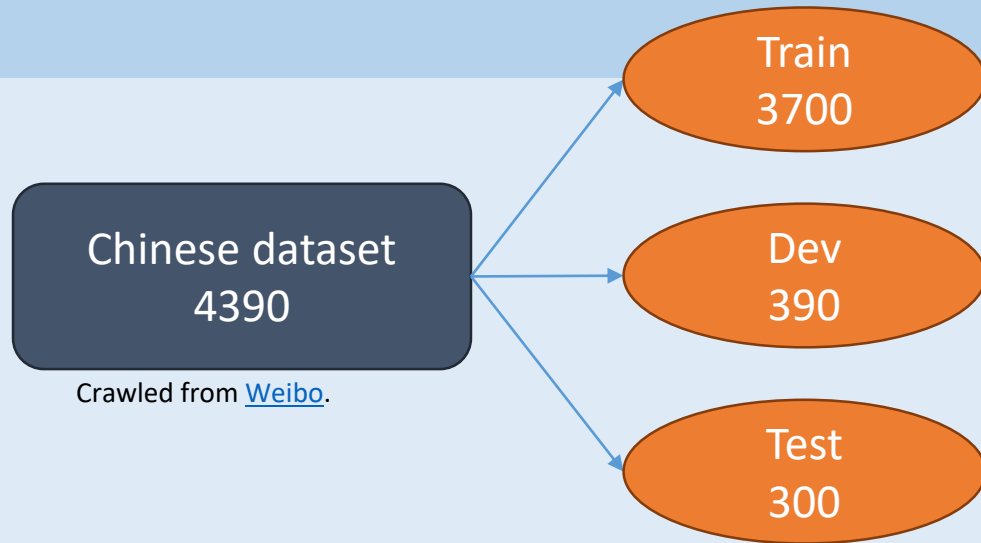 Chinese dataset
4390
Crawled from Weibo.
Train
3700
Dev
390
Test
300